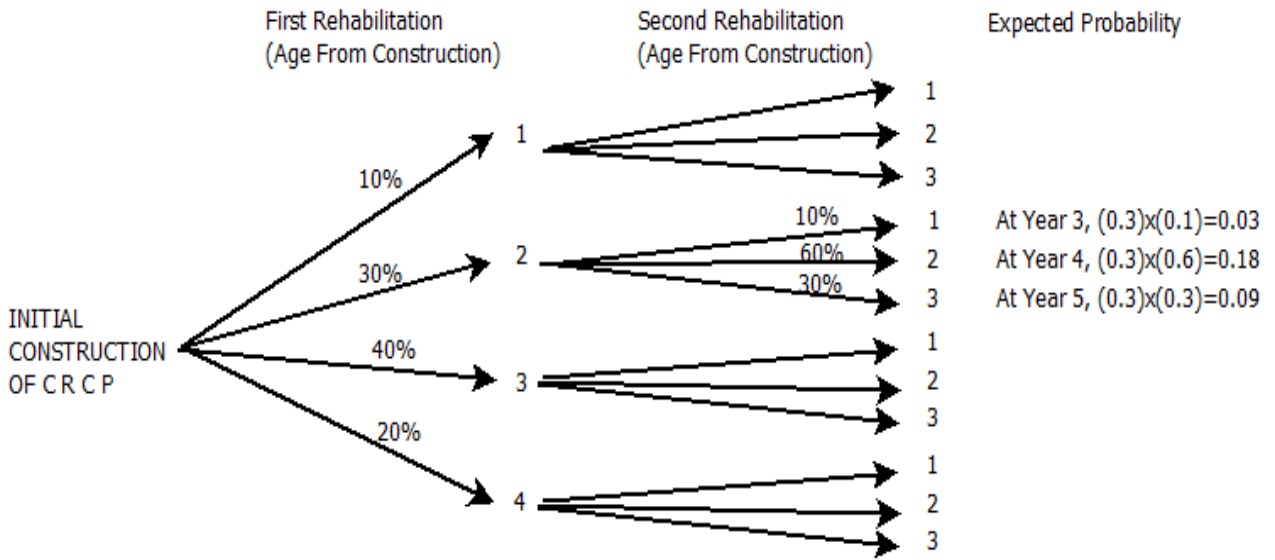 First Rehabilitation
(Age From Construction)
Second Rehabilitation
(Age From Construction)
Expected Probability
INITIAL
CONSTRUCTION
OF C R C P
10%
30%
40%
20%
1
2
3
4
1
2
3
10%
60%
30%
1
2
3
At Year 3, (0.3)x(0.1)=0.03
At Year 4, (0.3)x(0.6)=0.18
At Year 5, (0.3)x(0.3)=0.09
1
2
3
1
2
3